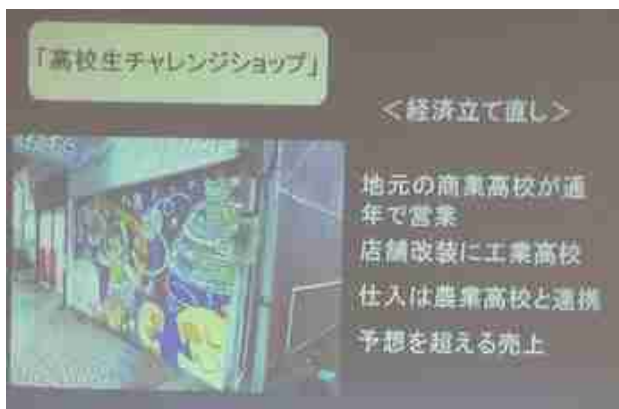 「高校生チャレンジショップ」
＜経済立て直し＞
地元の商業高校が通
年で営業
店舗改装に工業高校
仕入は農業高校と連携
予想を超える売上